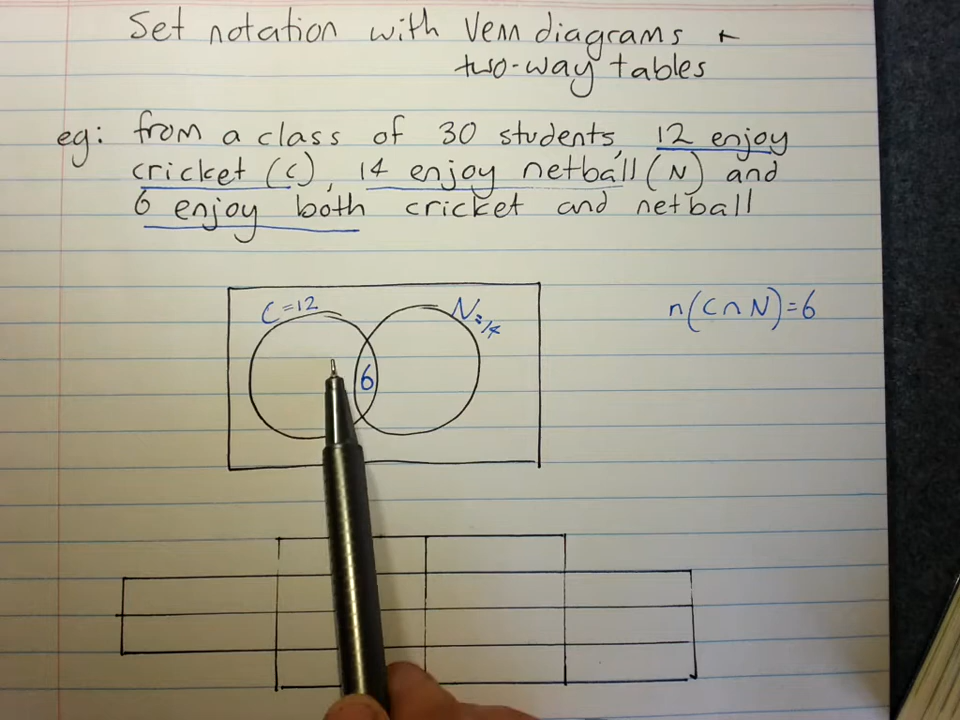 Set notation with Venn diagrams +
two-way tables
eg: from a class of 30 students, 12 enjoy
cricket (C), 14 enjoy netball (N) and
6 enjoy both cricket and netball
C=12
N=14
n(C∩N)=6
6